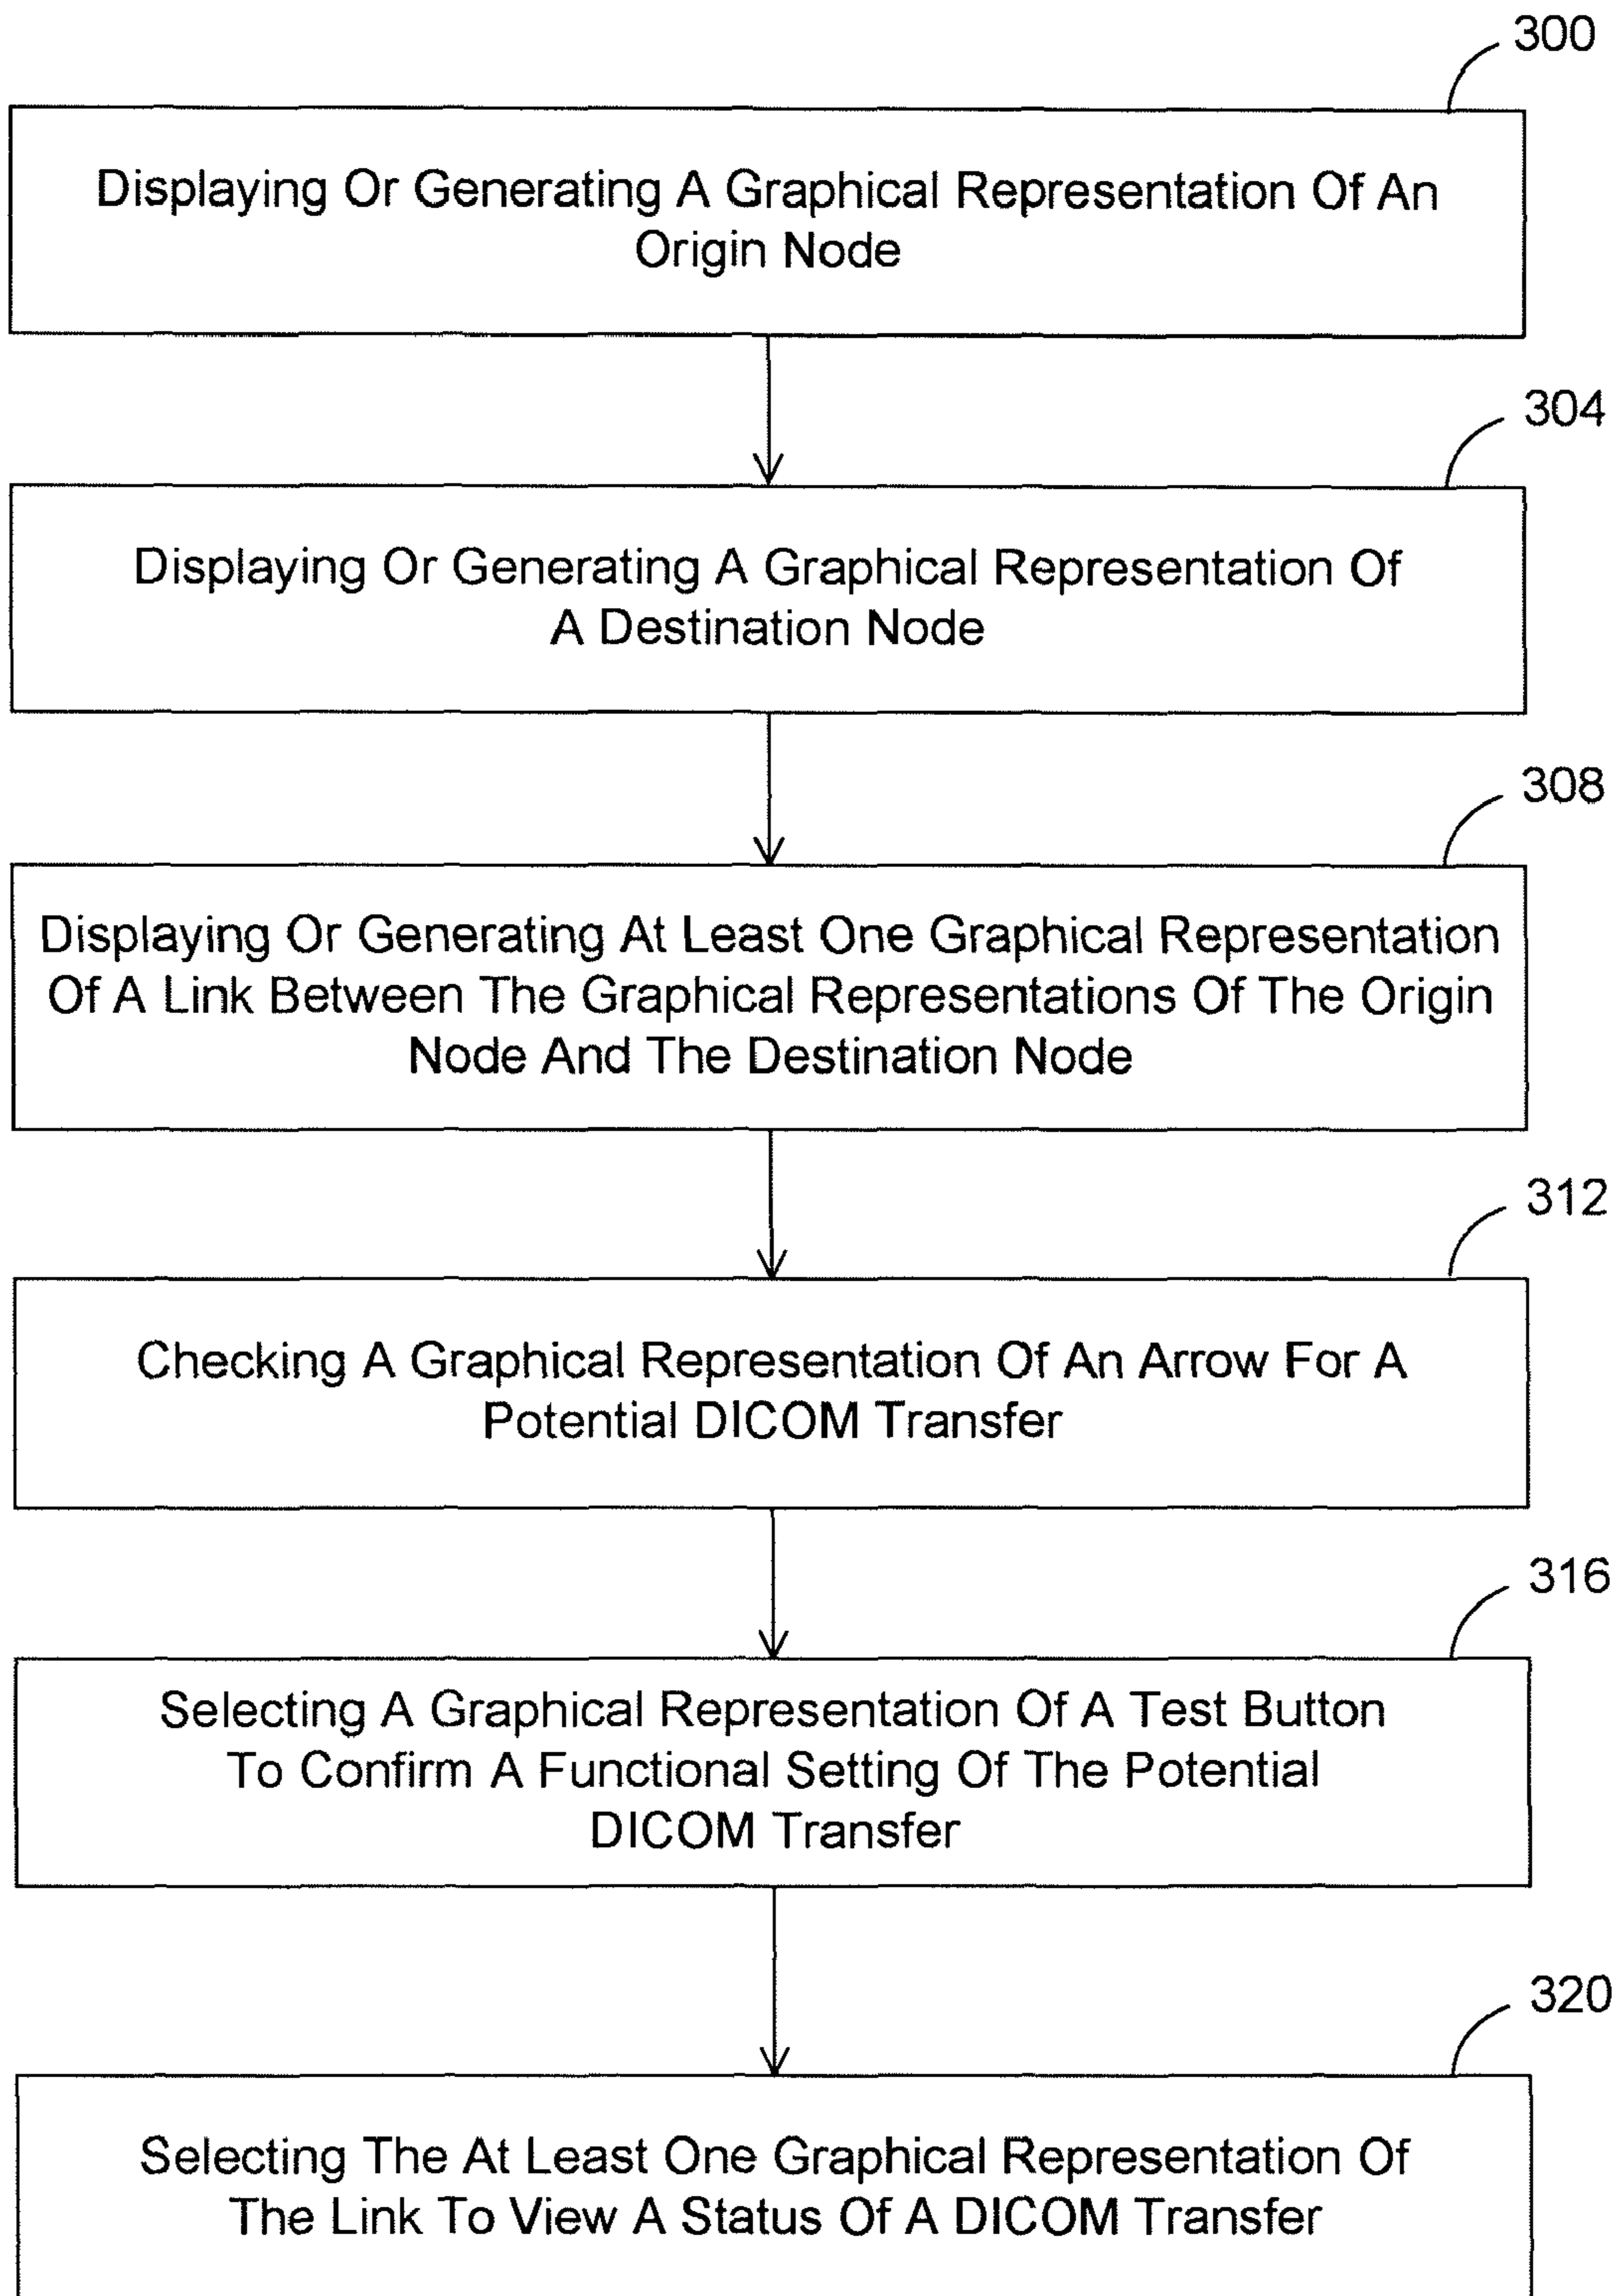 300
Displaying Or Generating A Graphical Representation Of An
Origin Node
304
Displaying Or Generating A Graphical Representation Of
A Destination Node
308
Displaying Or Generating At Least One Graphical Representation
Of A Link Between The Graphical Representations Of The Origin
Node And The Destination Node
312
Checking A Graphical Representation Of An Arrow For A
Potential DICOM Transfer
316
Selecting A Graphical Representation Of A Test Button
To Confirm A Functional Setting Of The Potential
DICOM Transfer
320
Selecting The At Least One Graphical Representation Of
The Link To View A Status Of A DICOM Transfer